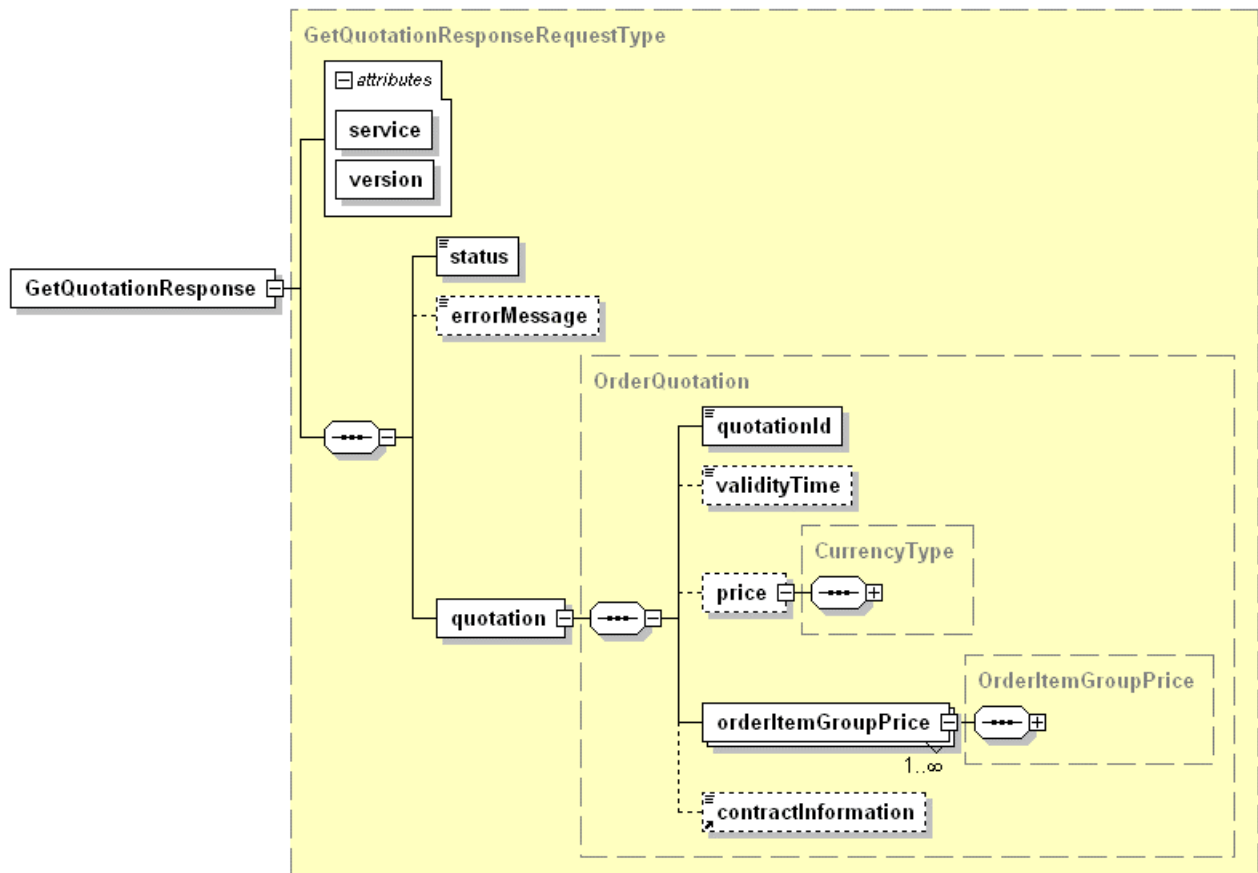 GetQuotationResponseRequestType
attributes
service
version
GetQuotationResponse
status
errorMessage
OrderQuotation
quotationId
validityTime
CurrencyType
price
quotation
OrderItemGroupPrice
orderItemGroupPrice
1..∞
contractInformation